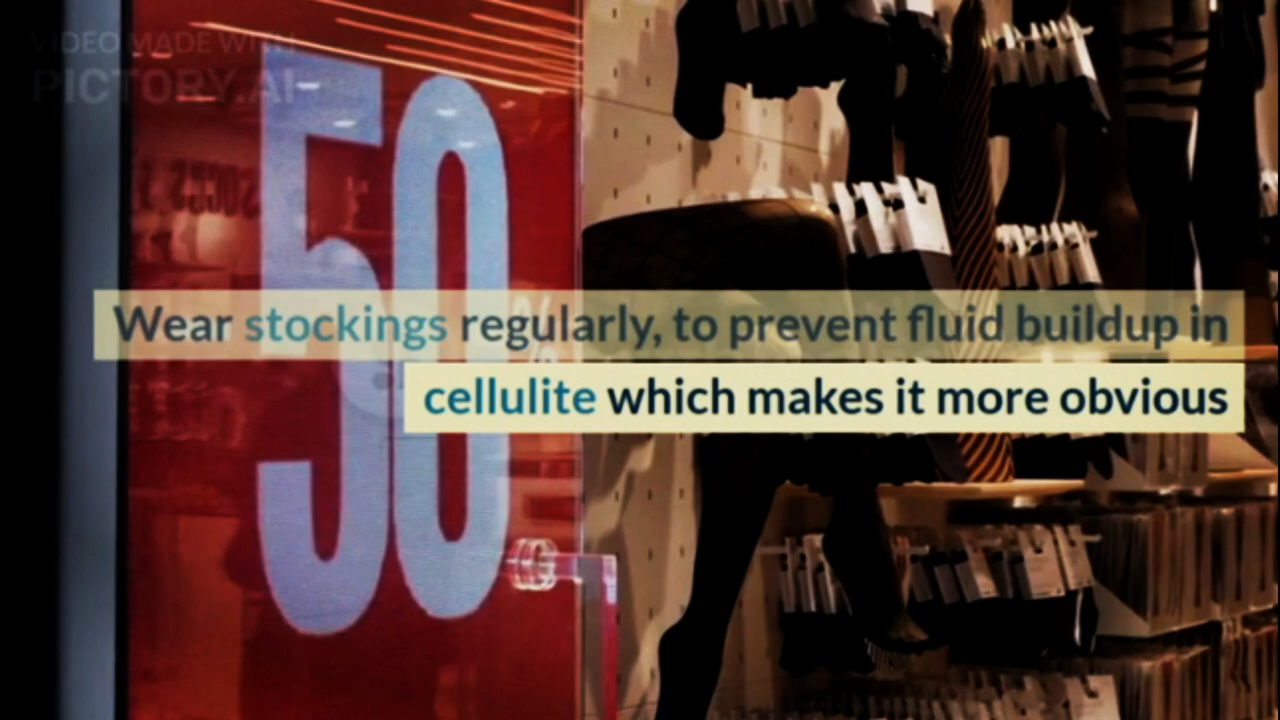 VIDEO MADE WITH
PICTORY.AI
50
%
Wear stockings regularly, to prevent fluid buildup in
cellulite which makes it more obvious